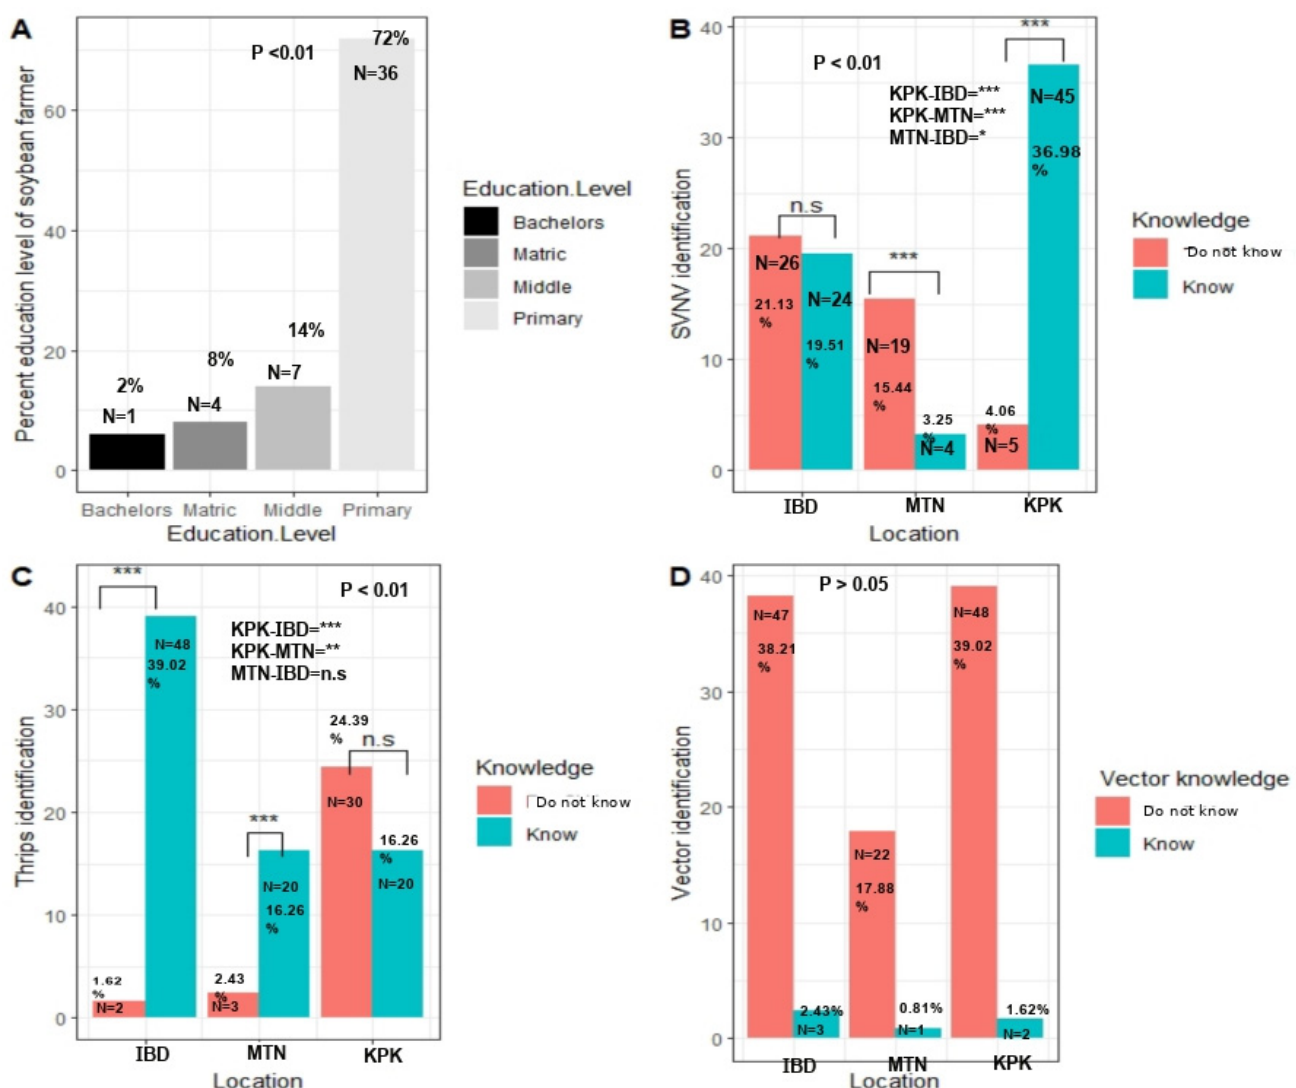 A
Percent education level of soybean farmer
60
40
20
0
P <0.01
72%
N=36
14%
N=7
8%
N=4
2%
N=1
Bachelors Matric Middle Primary
Education.Level
Education.Level
Bachelors
Matric
Middle
Primary
B
SVNV identification
40
30
20
10
0
P < 0.01
KPK-IBD=***
KPK-MTN=***
MTN-IBD=*
***
N=45
36.98
%
n.s
N=26
21.13
%
N=24
19.51
%
***
N=19
15.44
%
3.25
%
N=4
4.06
%
N=5
IBD MTN KPK
Location
Knowledge
Do not know
Know
C
Thrips identification
40
30
20
10
0
***
P < 0.01
KPK-IBD=***
KPK-MTN=**
MTN-IBD=n.s
N=48
39.02
%
24.39
%
n.s
N=30
16.26
%
N=20
***
N=20
16.26
%
1.62
%
N=2
2.43
%
N=3
IBD MTN KPK
Location
Knowledge
Do not know
Know
D
Vector identification
40
30
20
10
0
P > 0.05
N=47
38.21
%
N=48
39.02
%
N=22
17.88
%
2.43%
N=3
0.81%
N=1
1.62%
N=2
IBD MTN KPK
Location
Vector knowledge
Do not know
Know